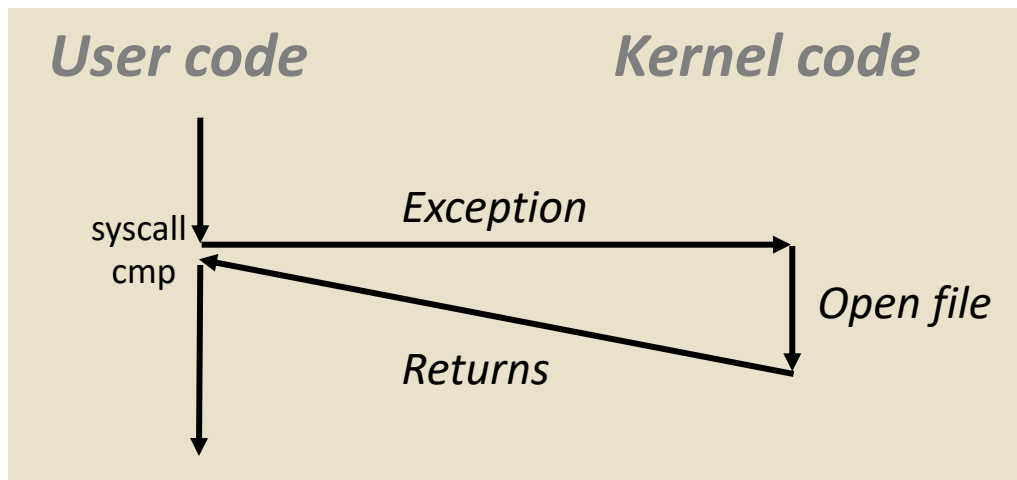 User code
Kernel code
Exception
syscall
cmp
Open file
Returns